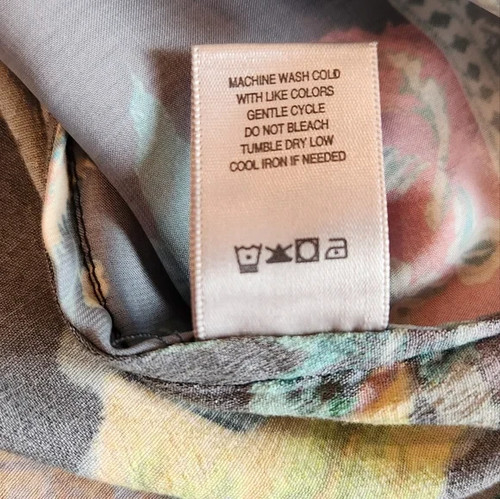 MACHINE WASH COLD
WITH LIKE COLORS
GENTLE CYCLE
DO NOT BLEACH
TUMBLE DRY LOW
COOL IRON IF NEEDED